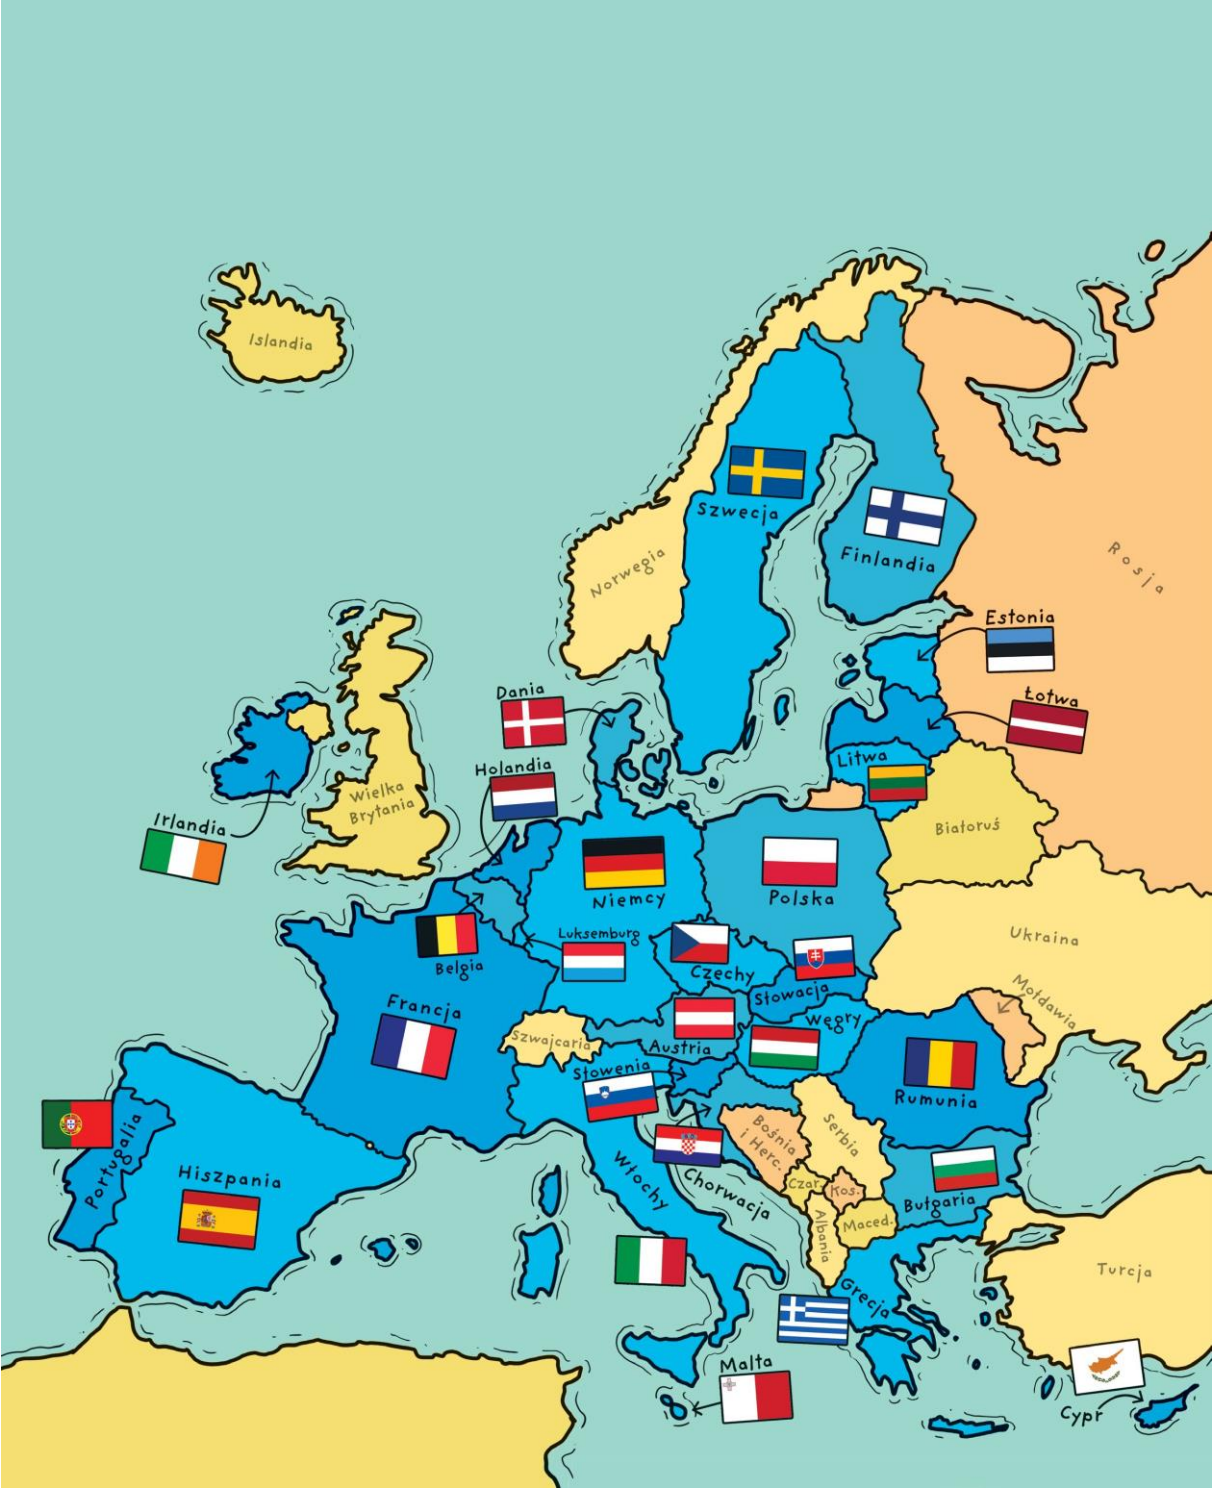 Islandia
Szwecja
Finlandia
Norwegia
Rosja
Estonia
Dania
Łotwa
Litwa
Holandia
Wielka
Brytania
Irlandia
Białoruś
Niemcy
Polska
Luksemburg
Belgia
Czechy
Ukraina
Słowacja
Mołdawia
Francja
Węgry
Szwajcaria
Austria
Słowenia
Rumunia
Bośnia
i Herc.
Serbia
Portugalia
Hiszpania
Włochy
Chorwacja
Czar.
Kos.
Bułgaria
Albania
Maced.
Turcja
Grecja
Malta
Cypr